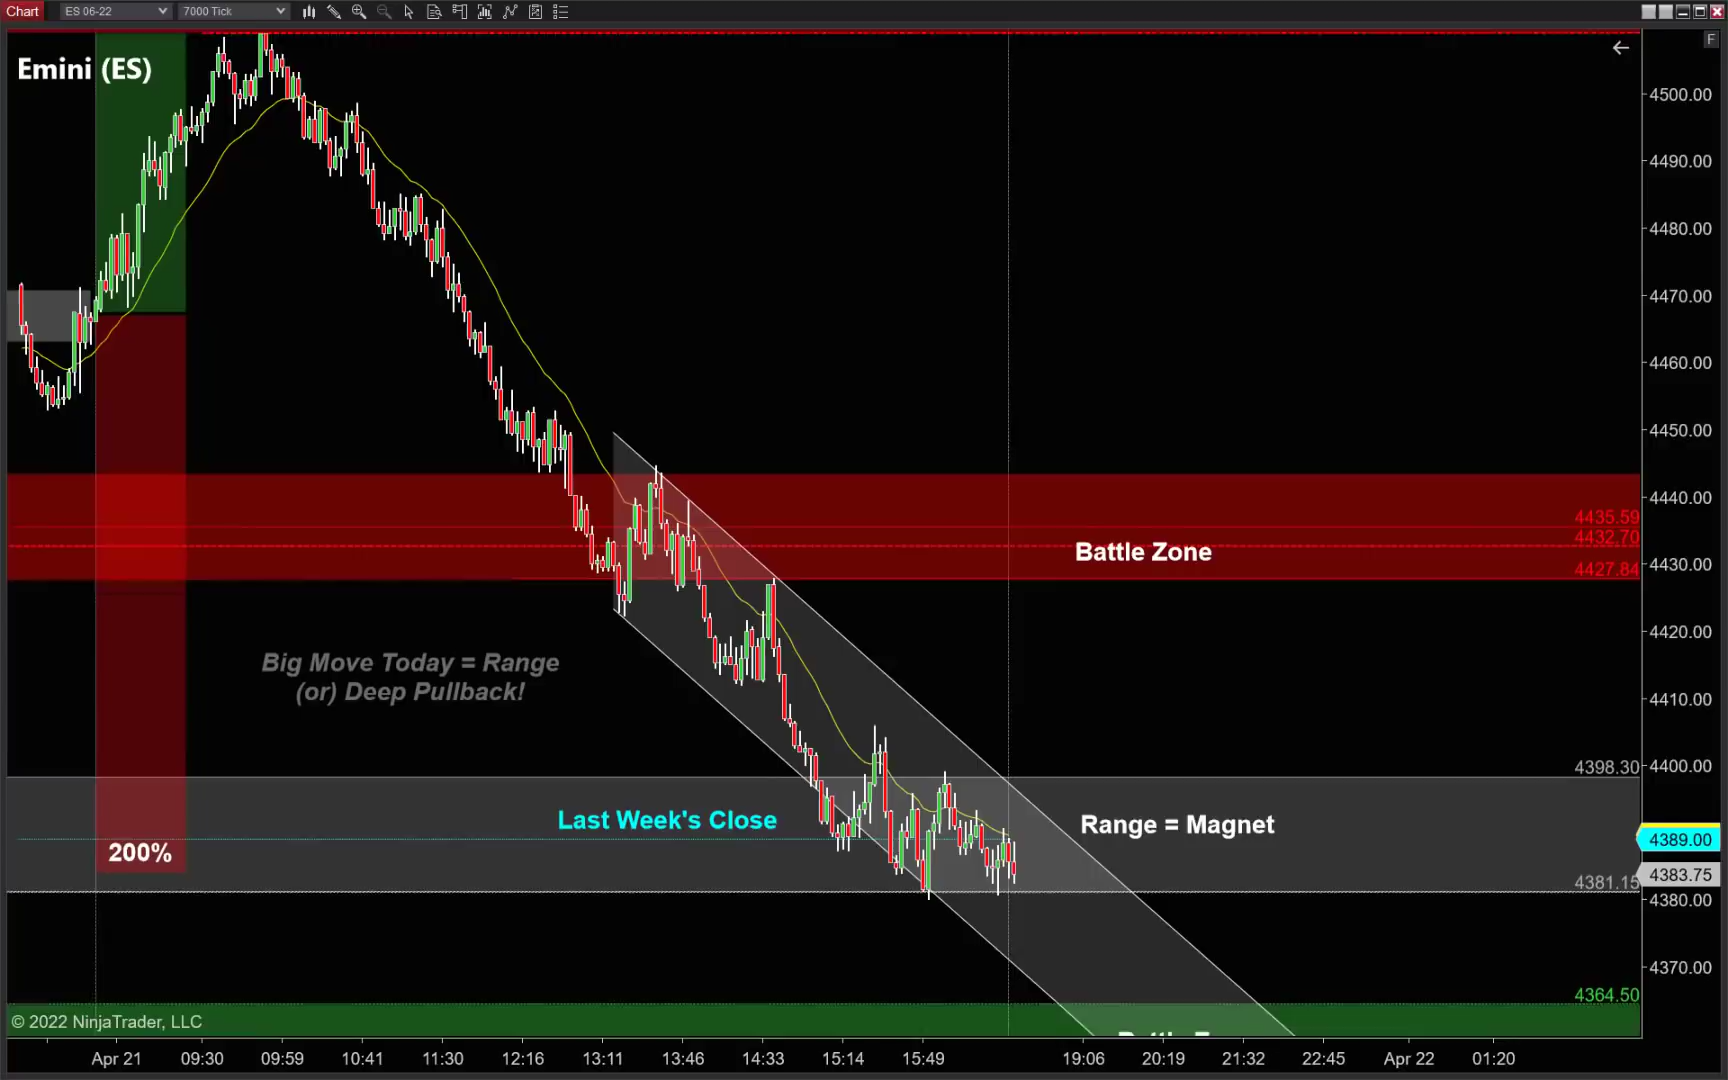 Chart ES 06-22 7000 Tick
F
Emini (ES)
4500.00
4490.00
4480.00
4470.00
4460.00
4450.00
4440.00
4435.59
4432.70
Battle Zone
4430.00
4427.84
4420.00
Big Move Today = Range
(or) Deep Pullback!
4410.00
4398.30
4400.00
Last Week's Close
Range = Magnet
4389.00
200%
4383.75
4381.15
4380.00
4370.00
4364.50
© 2022 NinjaTrader, LLC
Apr 21 09:30 09:59 10:41 11:30 12:16 13:11 13:46 14:33 15:14 15:49 19:06 20:19 21:32 22:45 Apr 22 01:20